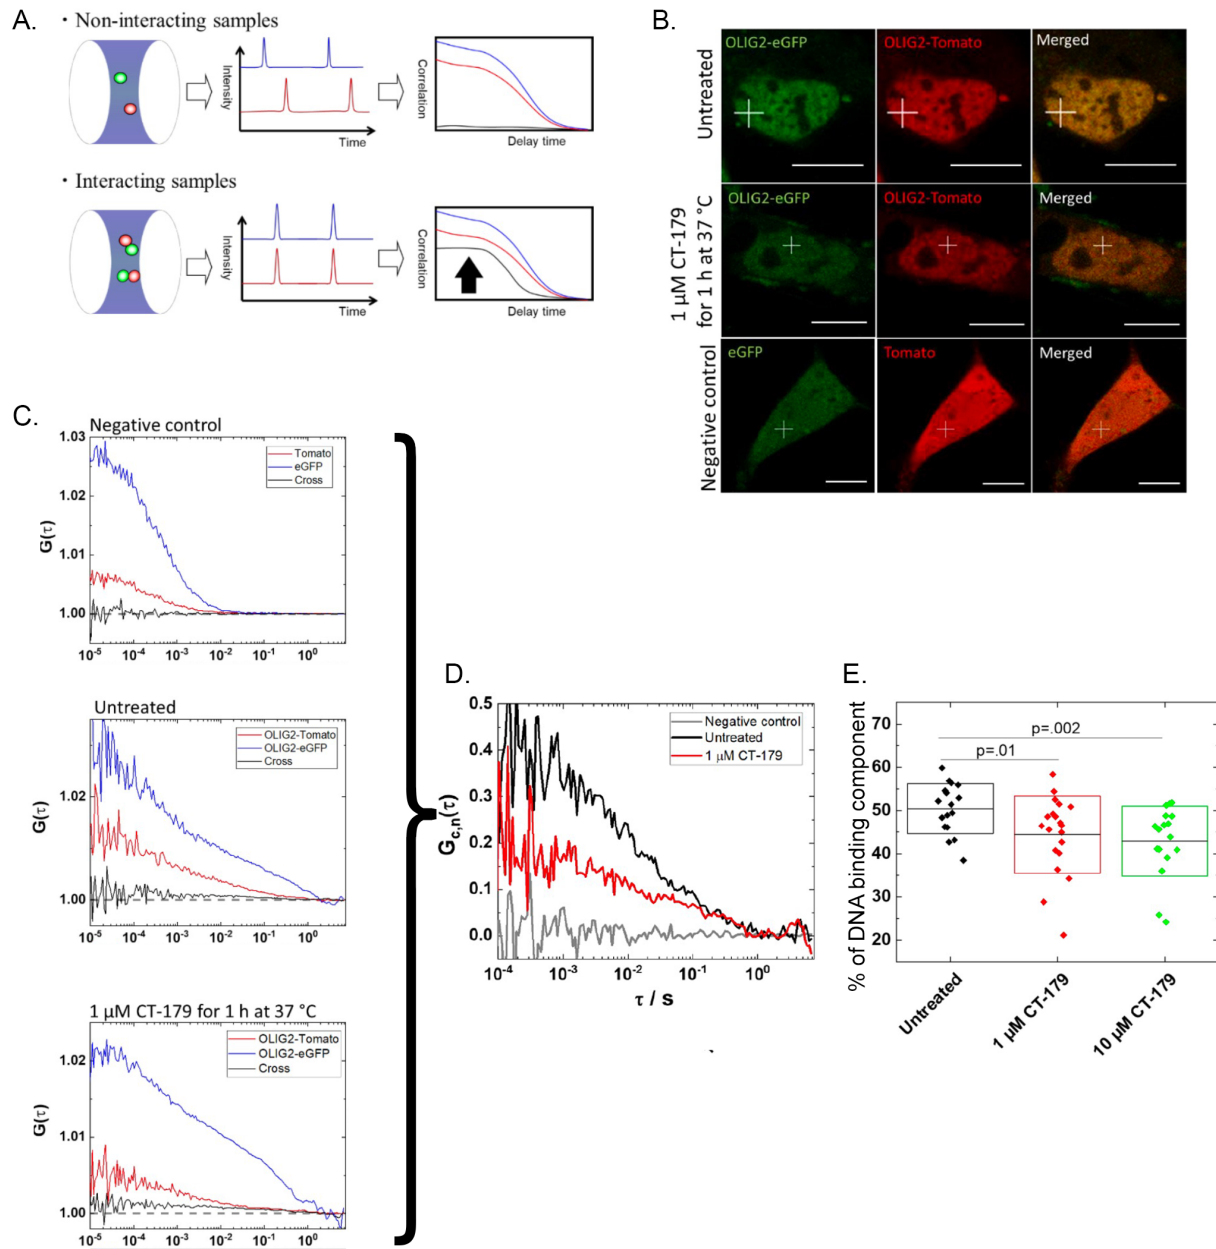 A.
・Non-interacting samples
Intensity
Time
Correlation
Delay time
・Interacting samples
Intensity
Time
Correlation
Delay time
B.
Untreated
OLIG2-eGFP
OLIG2-Tomato
Merged
1 µM CT-179
for 1 h at 37 °C
OLIG2-eGFP
OLIG2-Tomato
Merged
Negative control
eGFP
Tomato
Merged
C.
Negative control
1.03
1.02
1.01
1.00
G(τ)
Tomato
eGFP
Cross
10⁻⁵ 10⁻⁴ 10⁻³ 10⁻² 10⁻¹ 10⁰
Untreated
1.02
1.00
G(τ)
OLIG2-Tomato
OLIG2-eGFP
Cross
10⁻⁵ 10⁻⁴ 10⁻³ 10⁻² 10⁻¹ 10⁰
1 µM CT-179 for 1 h at 37 °C
1.02
1.01
1.00
G(τ)
OLIG2-Tomato
OLIG2-eGFP
Cross
10⁻⁵ 10⁻⁴ 10⁻³ 10⁻² 10⁻¹ 10⁰
D.
0.5
0.4
0.3
0.2
0.1
0.0
G_c,n(τ)
Negative control
Untreated
1 µM CT-179
10⁻⁴ 10⁻³ 10⁻² 10⁻¹ 10⁰
τ / s
E.
70
60
50
40
30
20
% of DNA binding component
p=.002
p=.01
Untreated
1 µM CT-179
10 µM CT-179